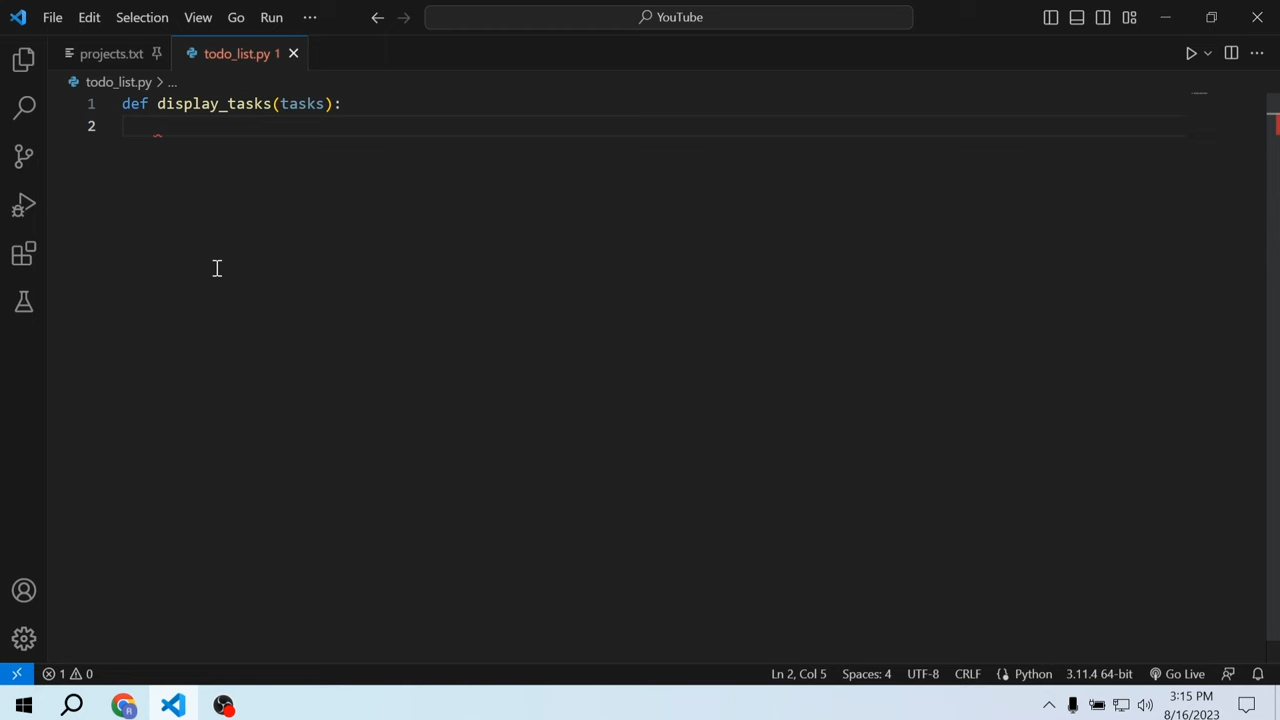 File Edit Selection View Go Run ··· YouTube
projects.txt todo_list.py 1
todo_list.py > ...
1 def display_tasks(tasks):
2
1 0 Ln 2, Col 5 Spaces: 4 UTF-8 CRLF {} Python 3.11.4 64-bit Go Live
R 3:15 PM
8/16/2023